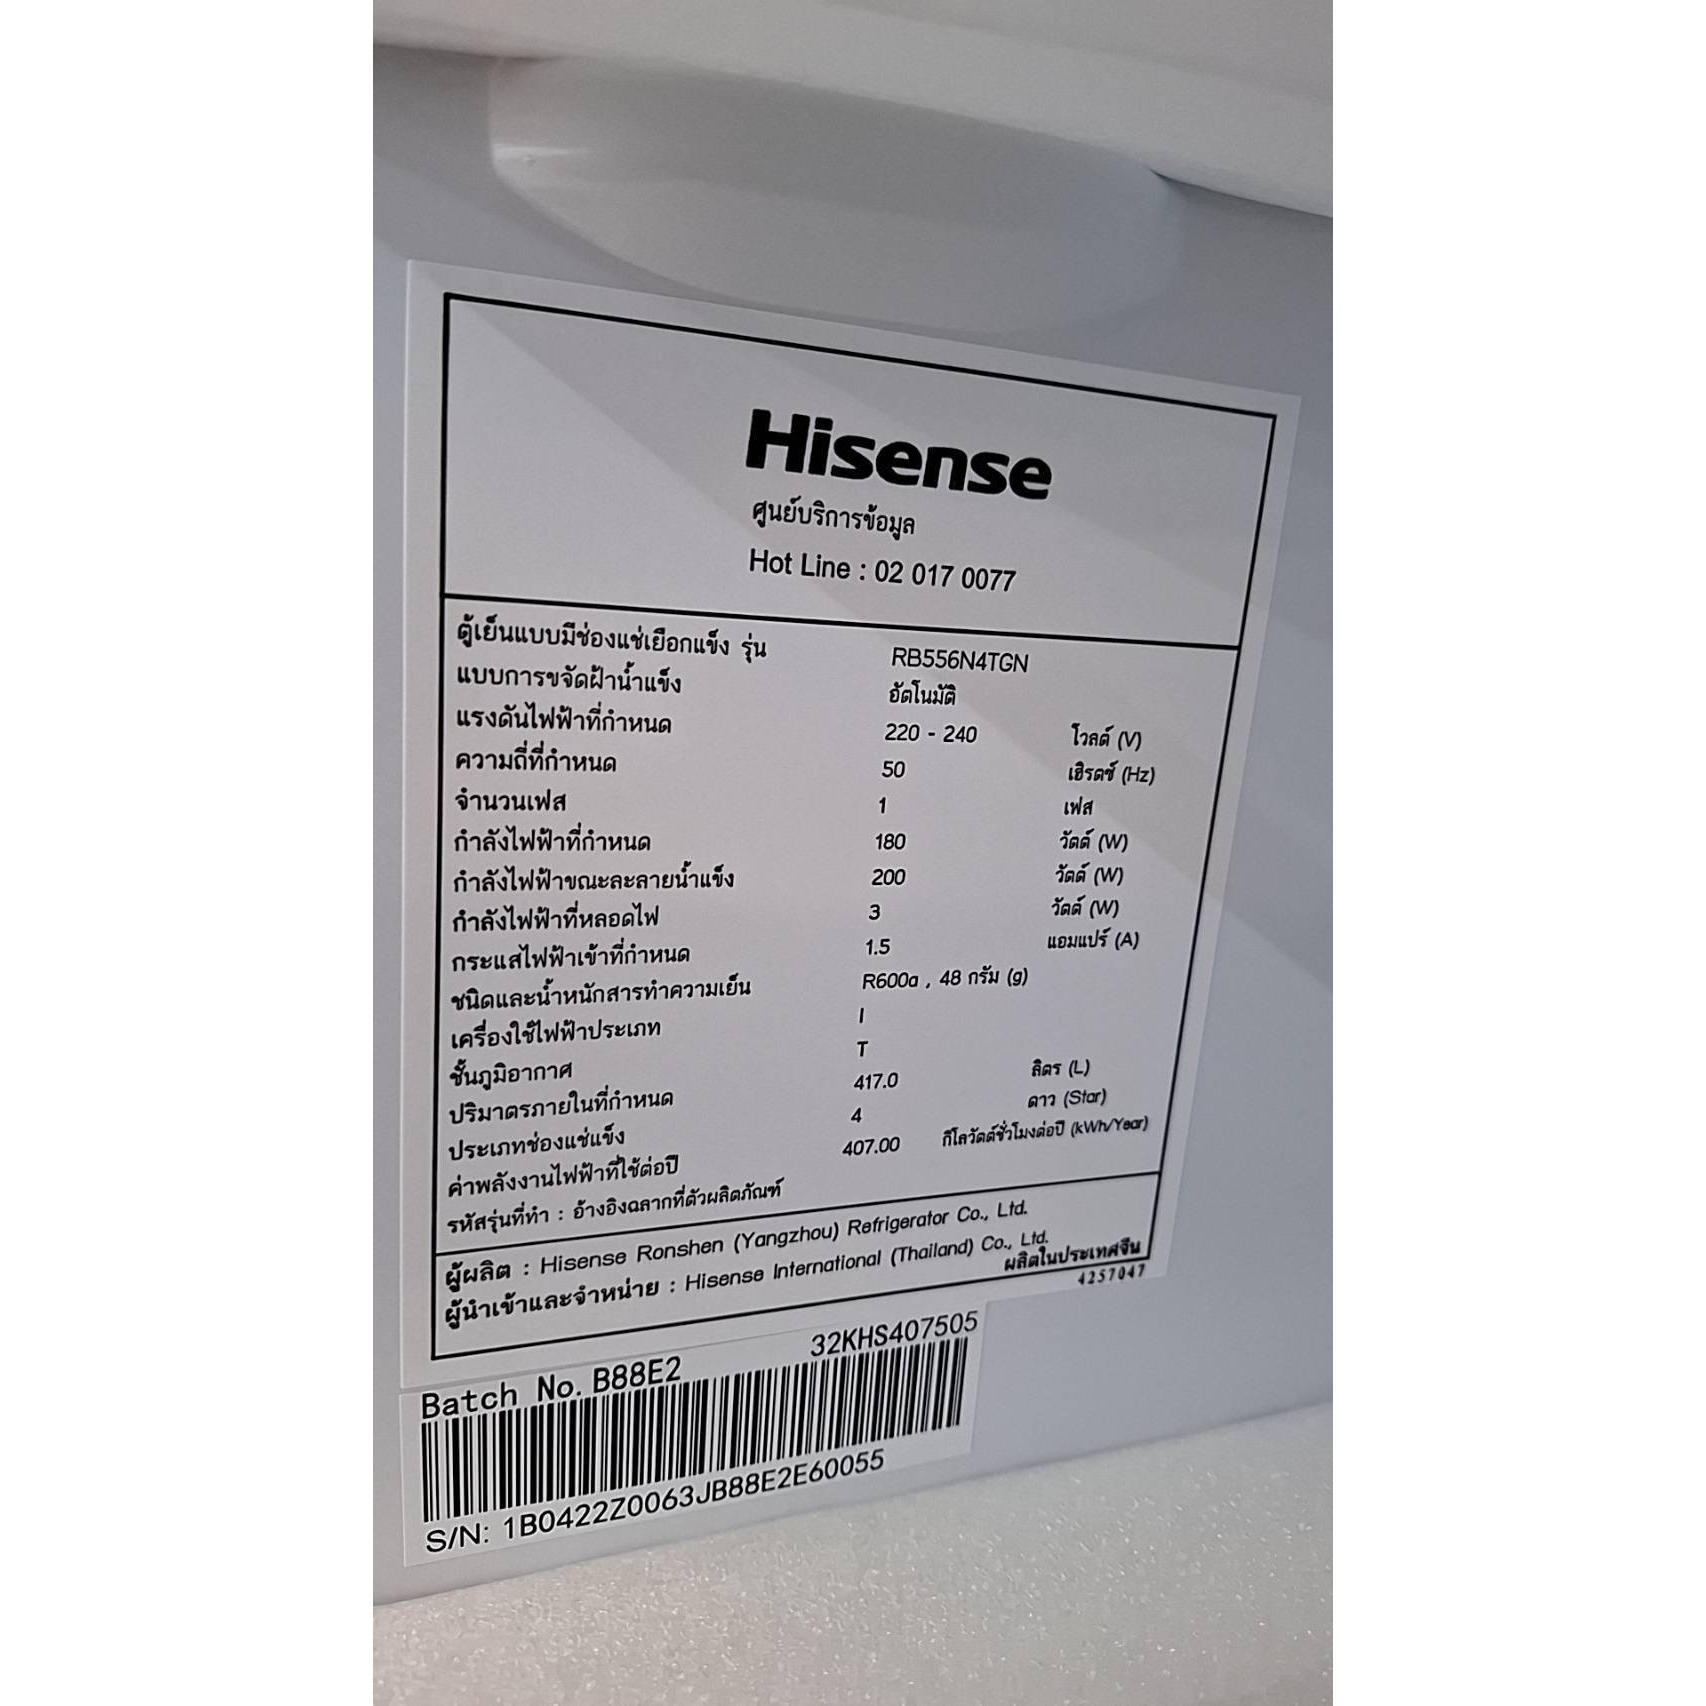 Hisense
ศูนย์บริการข้อมูล
Hot Line : 02 017 0077
ตู้เย็นแบบมีช่องแช่เยือกแข็ง รุ่น RB556N4TGN
แบบการขจัดฝ้าน้ำแข็ง อัตโนมัติ
แรงดันไฟฟ้าที่กำหนด 220 - 240 โวลต์ (V)
ความถี่ที่กำหนด 50 เฮิรตซ์ (Hz)
จำนวนเฟส 1 เฟส
กำลังไฟฟ้าที่กำหนด 180 วัตต์ (W)
กำลังไฟฟ้าขณะละลายน้ำแข็ง 200 วัตต์ (W)
กำลังไฟฟ้าที่หลอดไฟ 3 วัตต์ (W)
กระแสไฟฟ้าเข้าที่กำหนด 1.5 แอมแปร์ (A)
ชนิดและน้ำหนักสารทำความเย็น R600a , 48 กรัม (g)
เครื่องใช้ไฟฟ้าประเภท I
ชั้นภูมิอากาศ T
ปริมาตรภายในที่กำหนด 417.0 ลิตร (L)
ประเภทช่องแช่แข็ง 4 ดาว (Star)
ค่าพลังงานไฟฟ้าที่ใช้ต่อปี 407.00 กิโลวัตต์ชั่วโมงต่อปี (kWh/Year)
รหัสรุ่นที่ทำ : อ้างอิงฉลากที่ตัวผลิตภัณฑ์
ผู้ผลิต : Hisense Ronshen (Yangzhou) Refrigerator Co., Ltd.
ผู้นำเข้าและจำหน่าย : Hisense International (Thailand) Co., Ltd.
ผลิตในประเทศจีน
4257047
Batch No. B88E2 32KHS407505
S/N: 1B0422Z0063JB88E2E60055